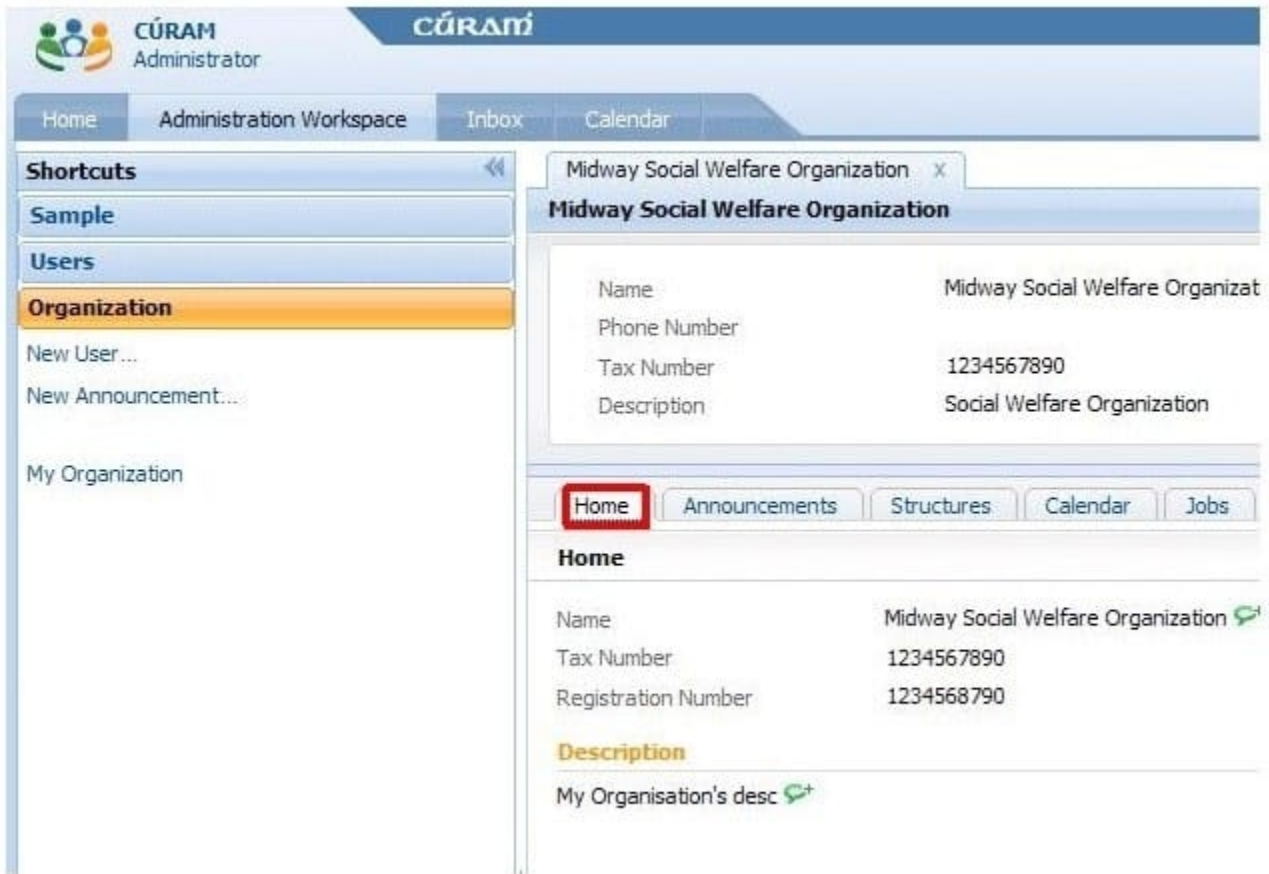 CÚRAM
Administrator
CÚRAM
Home Administration Workspace Inbox Calendar
Shortcuts
Sample
Users
Organization
New User...
New Announcement...
My Organization
Midway Social Welfare Organization x
Midway Social Welfare Organization
Name Midway Social Welfare Organizat
Phone Number
Tax Number 1234567890
Description Social Welfare Organization
Home Announcements Structures Calendar Jobs
Home
Name Midway Social Welfare Organization
Tax Number 1234567890
Registration Number 1234568790
Description
My Organisation's desc